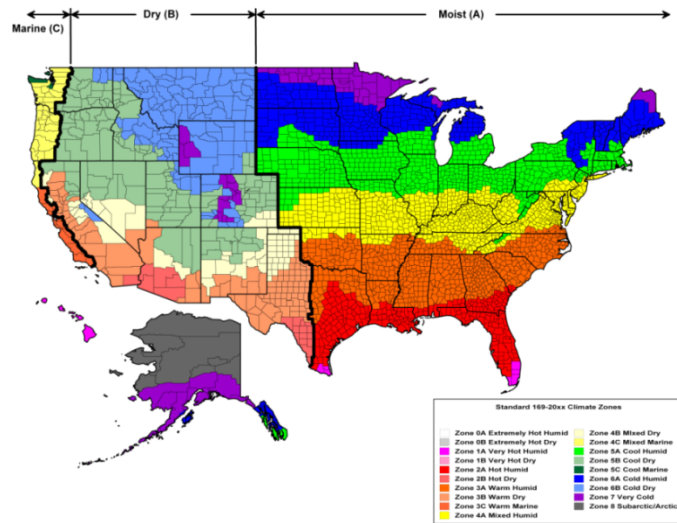 Marine (C)
Dry (B)
Moist (A)
Standard 169-20xx Climate Zones
Zone 0A Extremely Hot Humid
Zone 0B Extremely Hot Dry
Zone 1A Very Hot Humid
Zone 1B Very Hot Dry
Zone 2A Hot Humid
Zone 2B Hot Dry
Zone 3A Warm Humid
Zone 3B Warm Dry
Zone 3C Warm Marine
Zone 4A Mixed Humid
Zone 4B Mixed Dry
Zone 4C Mixed Marine
Zone 5A Cool Humid
Zone 5B Cool Dry
Zone 5C Cool Marine
Zone 6A Cold Humid
Zone 6B Cold Dry
Zone 7 Very Cold
Zone 8 Subarctic/Arctic